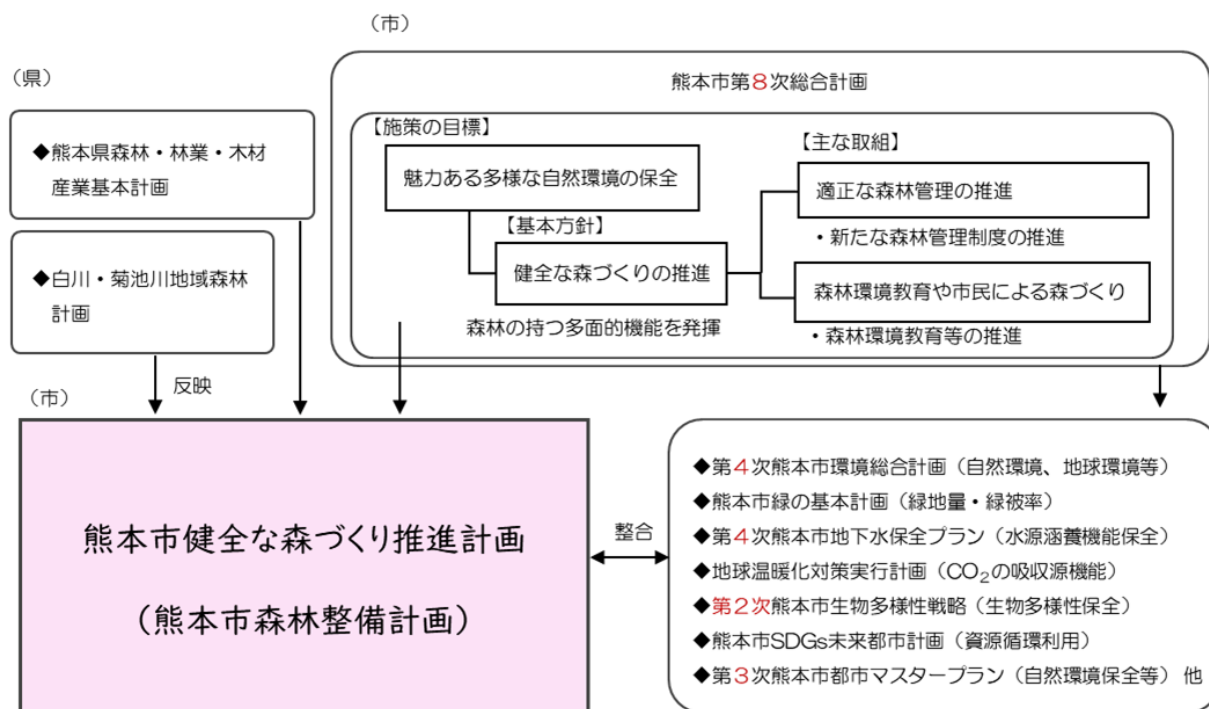 （市）
（県）
熊本市第8次総合計画
◆熊本県森林・林業・木材
産業基本計画
◆白川・菊池川地域森林
計画
【施策の目標】
魅力ある多様な自然環境の保全
【基本方針】
健全な森づくりの推進
森林の持つ多面的機能を発揮
【主な取組】
適正な森林管理の推進
・新たな森林管理制度の推進
森林環境教育や市民による森づくり
・森林環境教育等の推進
反映
（市）
熊本市健全な森づくり推進計画
（熊本市森林整備計画）
整合
◆第4次熊本市環境総合計画（自然環境、地球環境等）
◆熊本市緑の基本計画（緑地量・緑被率）
◆第4次熊本市地下水保全プラン（水源涵養機能保全）
◆地球温暖化対策実行計画（CO₂の吸収源機能）
◆第2次熊本市生物多様性戦略（生物多様性保全）
◆熊本市SDGs未来都市計画（資源循環利用）
◆第3次熊本市都市マスタープラン（自然環境保全等）他